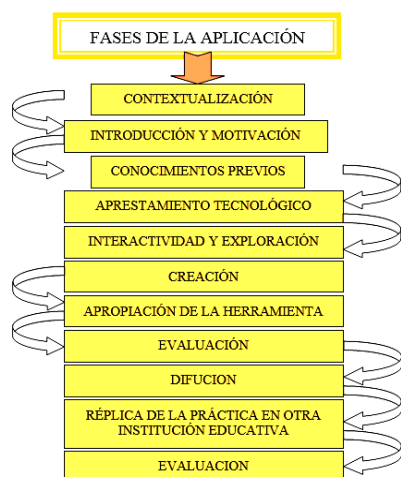 FASES DE LA APLICACIÓN
CONTEXTUALIZACIÓN
INTRODUCCIÓN Y MOTIVACIÓN
CONOCIMIENTOS PREVIOS
APRESTAMIENTO TECNOLÓGICO
INTERACTIVIDAD Y EXPLORACIÓN
CREACIÓN
APROPIACIÓN DE LA HERRAMIENTA
EVALUACIÓN
DIFUCION
RÉPLICA DE LA PRÁCTICA EN OTRA
INSTITUCIÓN EDUCATIVA
EVALUACION